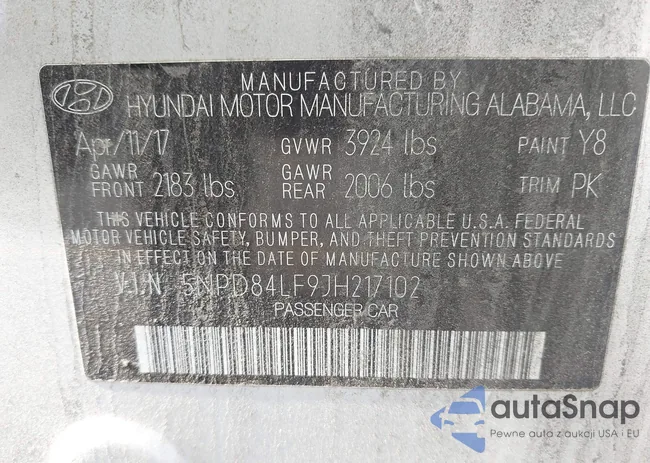 MANUFACTURED BY
HYUNDAI MOTOR MANUFACTURING ALABAMA, LLC
Apr/11/17 GVWR 3924 lbs PAINT Y8
GAWR FRONT 2183 lbs GAWR REAR 2006 lbs TRIM PK
THIS VEHICLE CONFORMS TO ALL APPLICABLE U.S.A. FEDERAL
MOTOR VEHICLE SAFETY, BUMPER, AND THEFT PREVENTION STANDARDS
IN EFFECT ON THE DATE OF MANUFACTURE SHOWN ABOVE
V.I.N 5NPD84LF9JH217102
PASSENGER CAR
autaSnap
Pewne auta z aukcji USA i EU